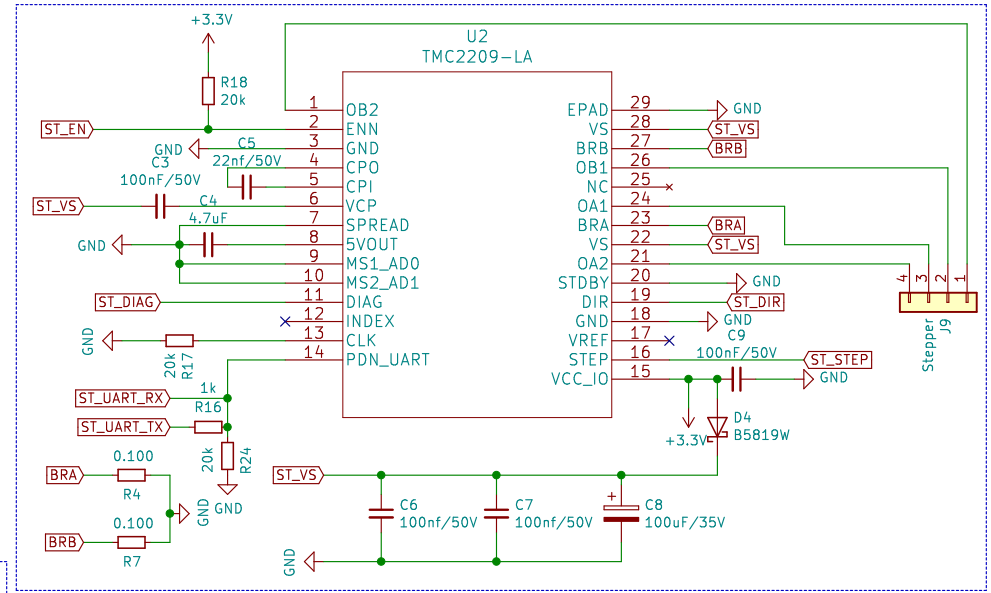 +3.3V
R18
20k
ST_EN
GND
C5
22nf/50V
C3
100nF/50V
ST_VS
C4
4.7uF
GND
ST_DIAG
GND
20k
R17
1k
ST_UART_RX
R16
ST_UART_TX
20k
R24
GND
BRA
0.100
R4
GND
BRB
0.100
R7
U2
TMC2209-LA
1 OB2
2 ENN
3 GND
4 CPO
5 CPI
6 VCP
7 SPREAD
8 5VOUT
9 MS1_AD0
10 MS2_AD1
11 DIAG
12 INDEX
13 CLK
14 PDN_UART
EPAD 29 GND
VS 28 ST_VS
BRB 27 BRB
OB1 26
NC 25
OA1 24
BRA 23 BRA
VS 22 ST_VS
OA2 21
STDBY 20 GND
DIR 19 ST_DIR
GND 18 GND
VREF 17
STEP 16 ST_STEP
VCC_IO 15
C9
100nF/50V
GND
+3.3V
D4
B5819W
4 3 2 1
Stepper
J9
ST_VS
C6
100nf/50V
C7
100nf/50V
+
C8
100uF/35V
GND